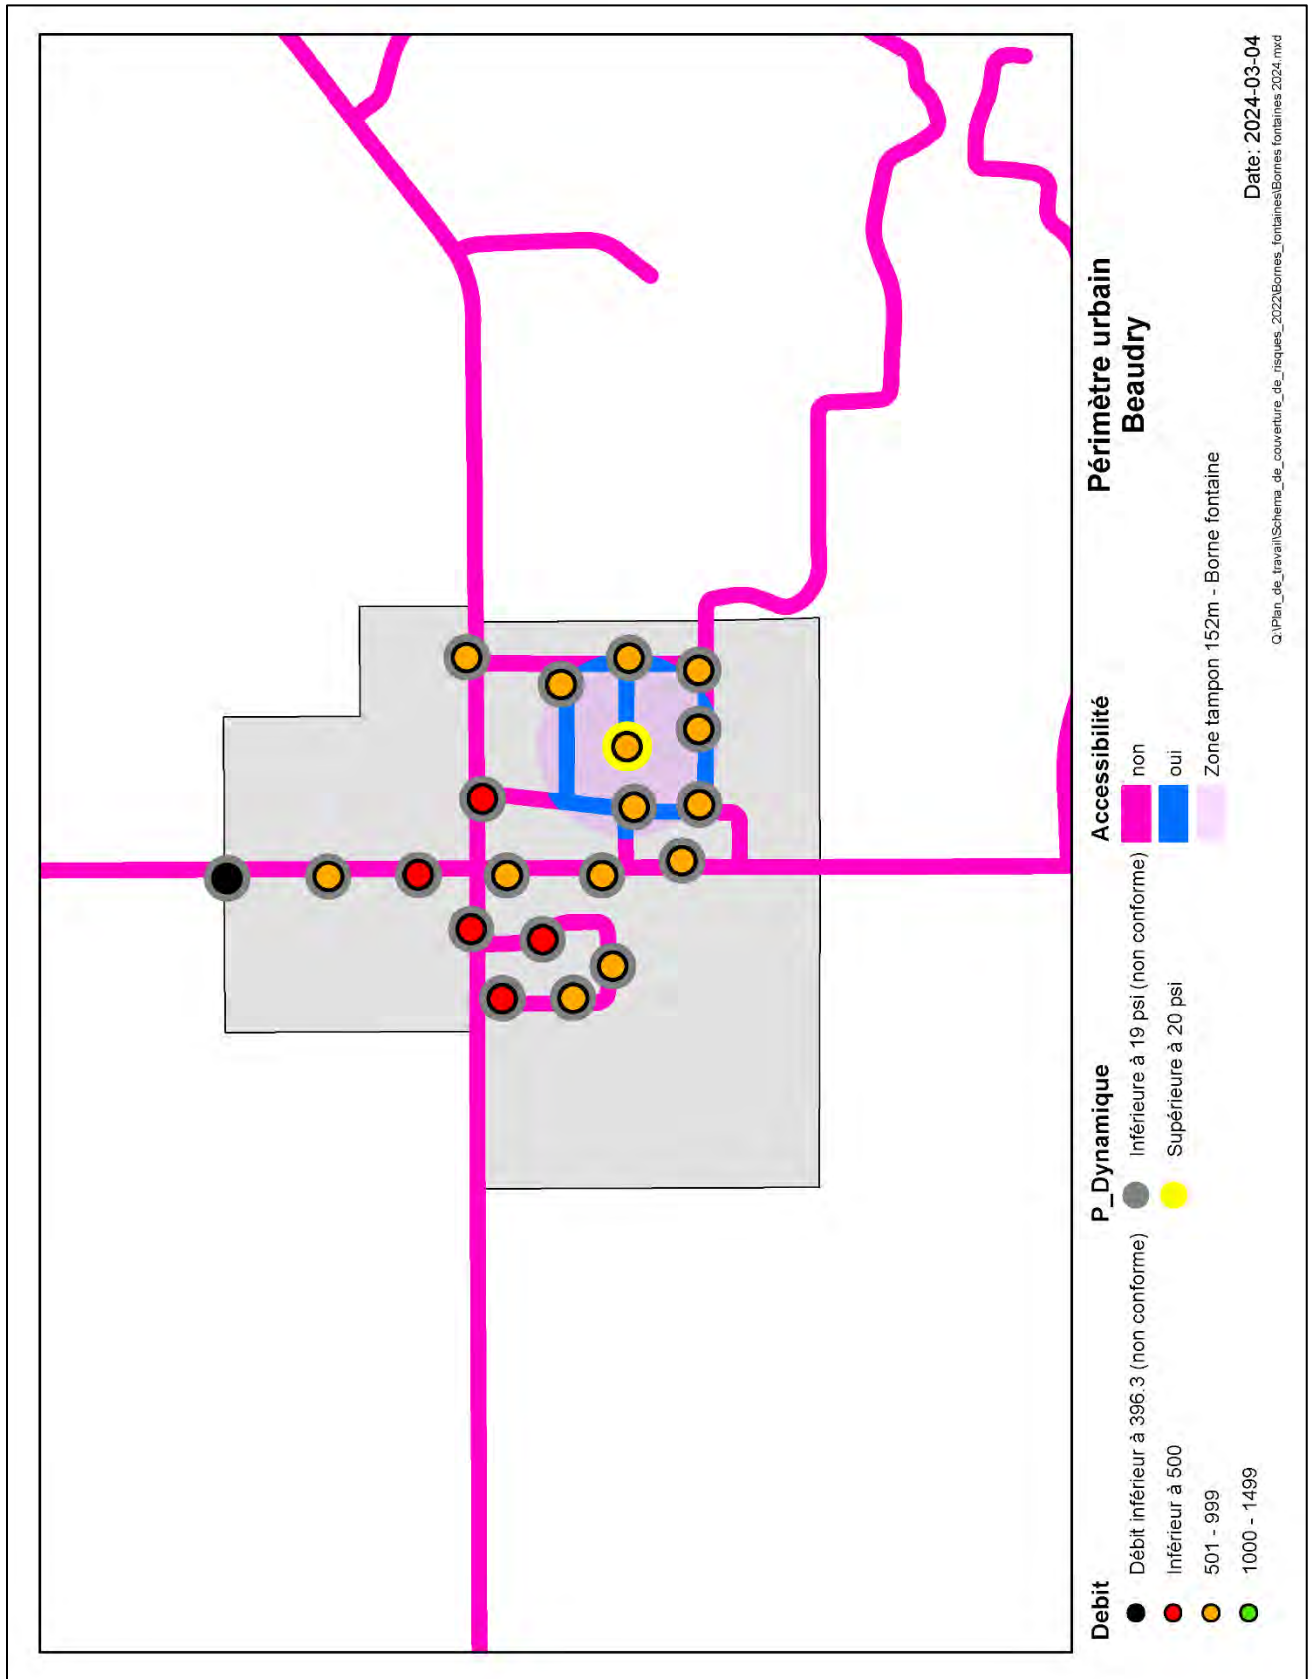 Périmètre urbain
Beaudry
Date: 2024-03-04
Q:\Plan_de_travail\Schema_de_couverture_de_risques_2022\Bornes_fontaines\Bornes fontaines 2024.mxd
Debit
Débit inférieur à 396.3 (non conforme)
Inférieur à 500
501 - 999
1000 - 1499
P_Dynamique
Inférieure à 19 psi (non conforme)
Supérieure à 20 psi
Accessibilité
non
oui
Zone tampon 152m - Borne fontaine